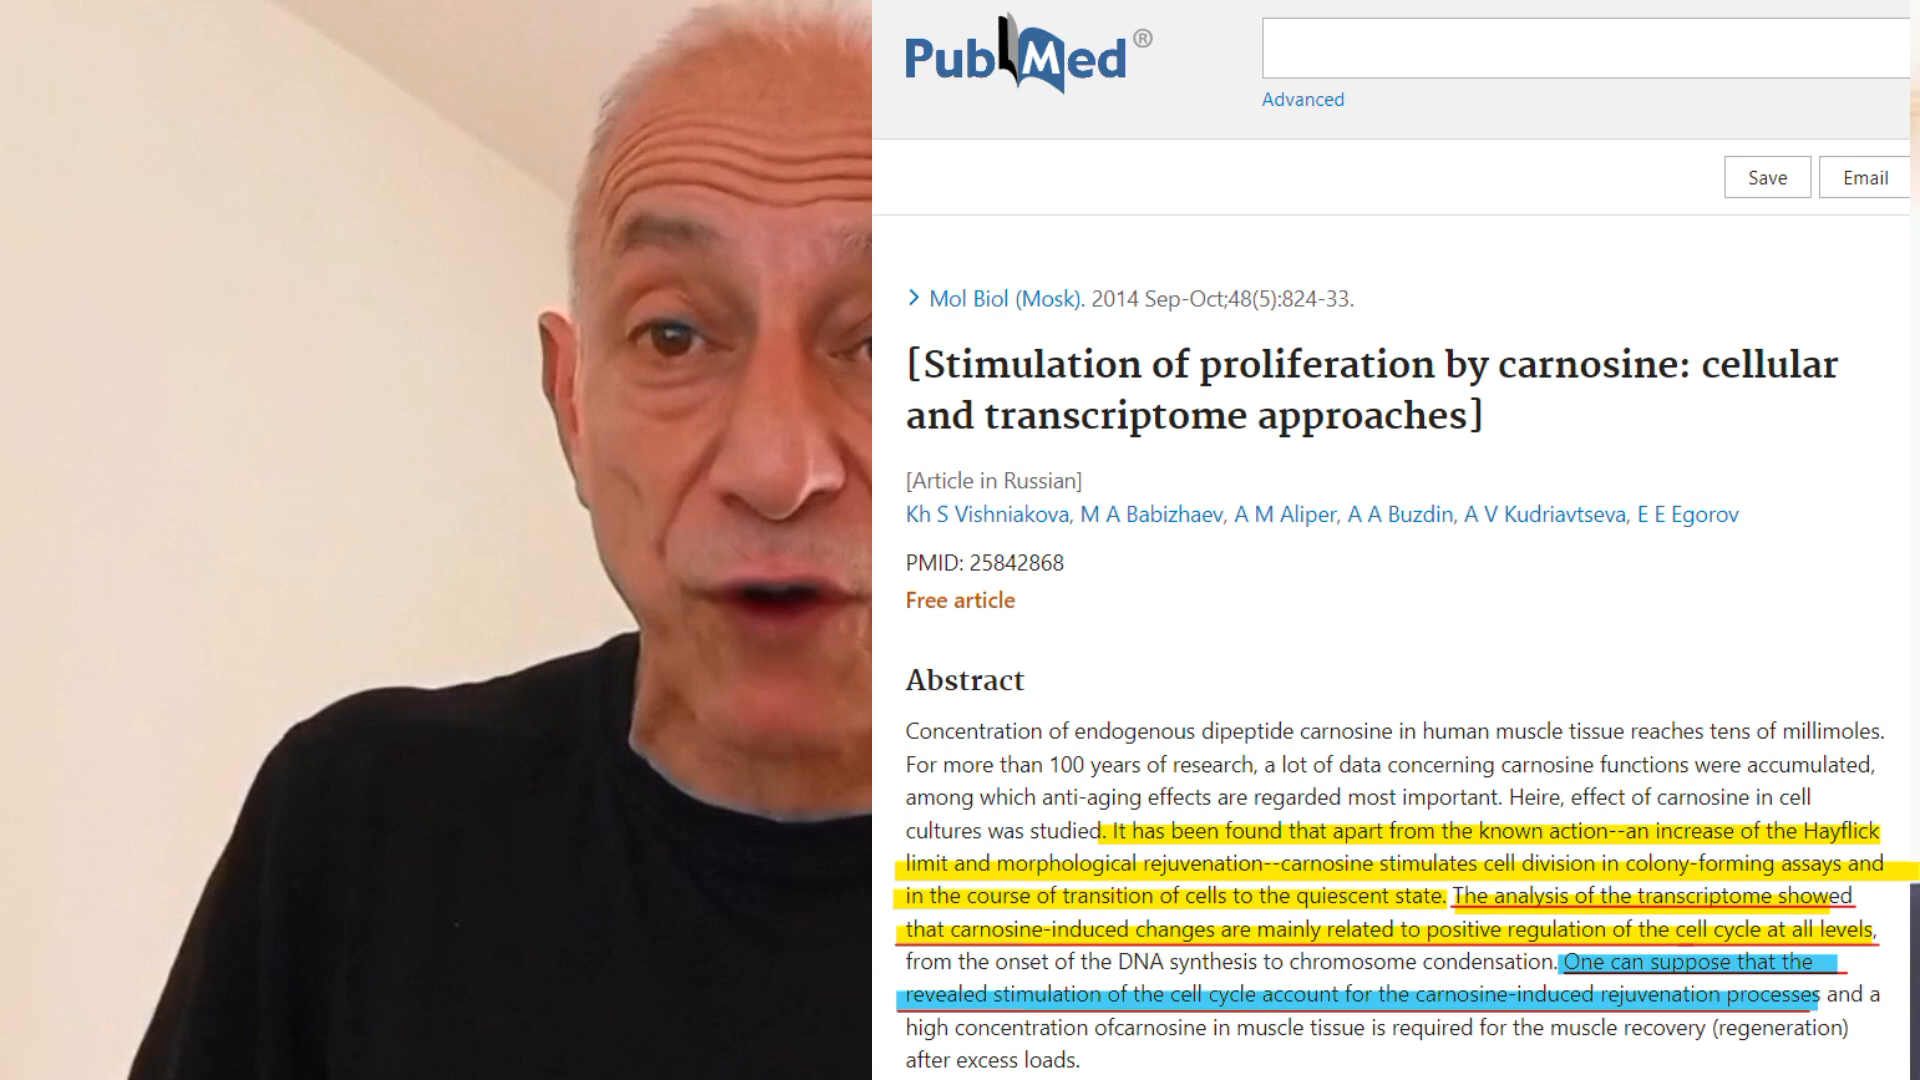 PubMed®
Advanced
Save
Email
Mol Biol (Mosk). 2014 Sep-Oct;48(5):824-33.
[Stimulation of proliferation by carnosine: cellular
and transcriptome approaches]
[Article in Russian]
Kh S Vishniakova, M A Babizhaev, A M Aliper, A A Buzdin, A V Kudriavtseva, E E Egorov
PMID: 25842868
Free article
Abstract
Concentration of endogenous dipeptide carnosine in human muscle tissue reaches tens of millimoles.
For more than 100 years of research, a lot of data concerning carnosine functions were accumulated,
among which anti-aging effects are regarded most important. Heire, effect of carnosine in cell
cultures was studied. It has been found that apart from the known action--an increase of the Hayflick
limit and morphological rejuvenation--carnosine stimulates cell division in colony-forming assays and
in the course of transition of cells to the quiescent state. The analysis of the transcriptome showed
that carnosine-induced changes are mainly related to positive regulation of the cell cycle at all levels,
from the onset of the DNA synthesis to chromosome condensation. One can suppose that the
revealed stimulation of the cell cycle account for the carnosine-induced rejuvenation processes and a
high concentration ofcarnosine in muscle tissue is required for the muscle recovery (regeneration)
after excess loads.